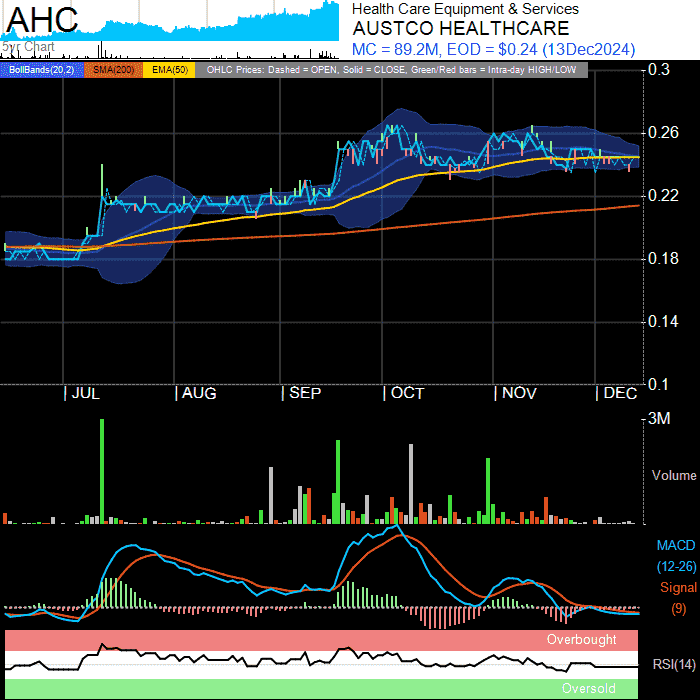 AHC
5yr Chart
Health Care Equipment & Services
AUSTCO HEALTHCARE
MC = 89.2M, EOD = $0.24 (13Dec2024)
BollBands(20,2) SMA(200) EMA(50) OHLC Prices: Dashed = OPEN, Solid = CLOSE, Green/Red bars = Intra-day HIGH/LOW
0.3
0.26
0.22
0.18
0.14
0.1
JUL AUG SEP OCT NOV DEC
3M
Volume
MACD
(12-26)
Signal
(9)
Overbought
RSI(14)
Oversold